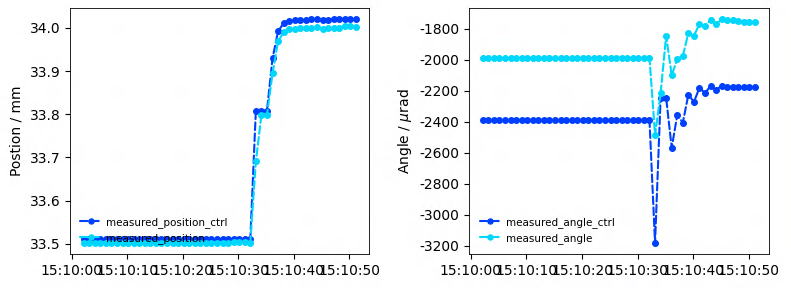 Postion / mm
34.0
33.9
33.8
33.7
33.6
33.5
measured_position_ctrl
measured_position
15:10:00 15:10:10 15:10:20 15:10:30 15:10:40 15:10:50
Angle / μrad
-1800
-2000
-2200
-2400
-2600
-2800
-3000
-3200
measured_angle_ctrl
measured_angle
15:10:00 15:10:10 15:10:20 15:10:30 15:10:40 15:10:50